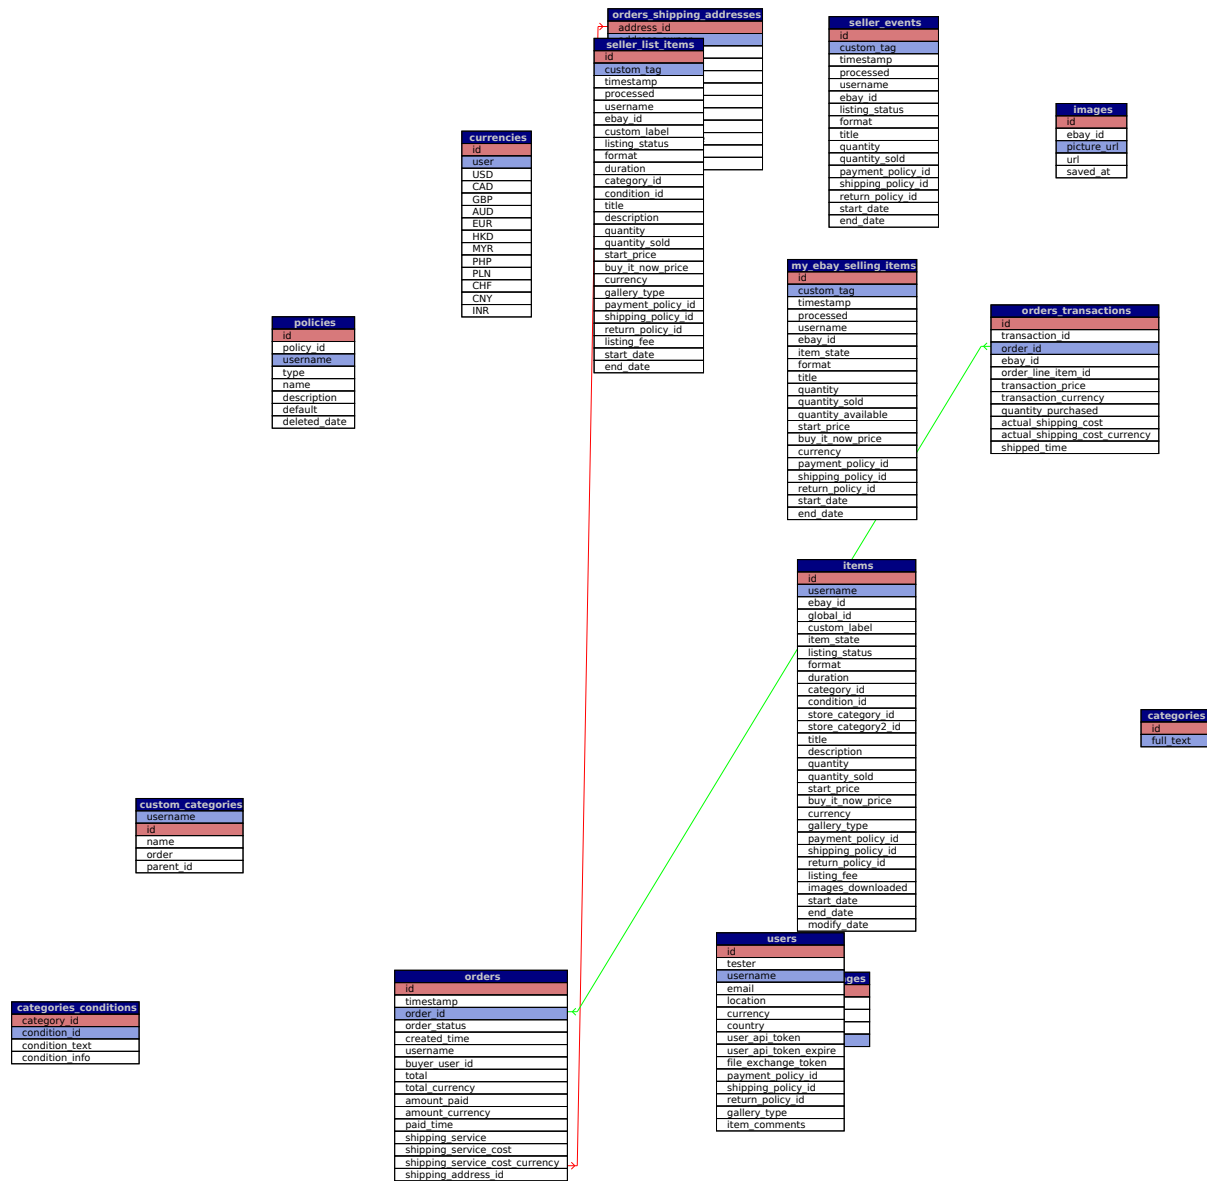 orders_shipping_addresses
address_id
seller_list_items
id
custom_tag
timestamp
processed
username
ebay_id
custom_label
listing_status
format
duration
category_id
condition_id
title
description
quantity
quantity_sold
start_price
buy_it_now_price
currency
gallery_type
payment_policy_id
shipping_policy_id
return_policy_id
listing_fee
start_date
end_date
seller_events
id
custom_tag
timestamp
processed
username
ebay_id
listing_status
format
title
quantity
quantity_sold
payment_policy_id
shipping_policy_id
return_policy_id
start_date
end_date
images
id
ebay_id
picture_url
url
saved_at
currencies
id
user
USD
CAD
GBP
AUD
EUR
HKD
MYR
PHP
PLN
CHF
CNY
INR
my_ebay_selling_items
id
custom_tag
timestamp
processed
username
ebay_id
item_state
format
title
quantity
quantity_sold
quantity_available
start_price
buy_it_now_price
currency
payment_policy_id
shipping_policy_id
return_policy_id
start_date
end_date
orders_transactions
id
transaction_id
order_id
ebay_id
order_line_item_id
transaction_price
transaction_currency
quantity_purchased
actual_shipping_cost
actual_shipping_cost_currency
shipped_time
policies
id
policy_id
username
type
name
description
default
deleted_date
items
id
username
ebay_id
global_id
custom_label
item_state
listing_status
format
duration
category_id
condition_id
store_category_id
store_category2_id
title
description
quantity
quantity_sold
start_price
buy_it_now_price
currency
gallery_type
payment_policy_id
shipping_policy_id
return_policy_id
listing_fee
images_downloaded
start_date
end_date
modify_date
categories
id
full_text
custom_categories
username
id
name
order
parent_id
users
id
tester
username
email
location
currency
country
user_api_token
user_api_token_expire
file_exchange_token
payment_policy_id
shipping_policy_id
return_policy_id
gallery_type
item_comments
orders
id
timestamp
order_id
order_status
created_time
username
buyer_user_id
total
total_currency
amount_paid
amount_currency
paid_time
shipping_service
shipping_service_cost
shipping_service_cost_currency
shipping_address_id
categories_conditions
category_id
condition_id
condition_text
condition_info